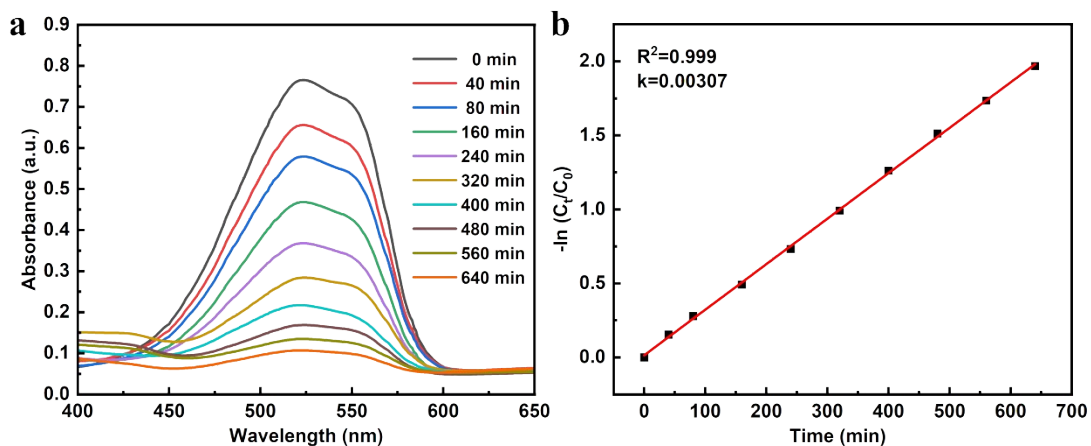 a
0.9
0.8
0.7
0.6
0.5
0.4
0.3
0.2
0.1
0.0
Absorbance (a.u.)
400
450
500
550
600
650
Wavelength (nm)
0 min
40 min
80 min
160 min
240 min
320 min
400 min
480 min
560 min
640 min
b
R²=0.999
k=0.00307
2.0
1.5
1.0
0.5
0.0
-ln (Cₜ/C₀)
0
100
200
300
400
500
600
700
Time (min)